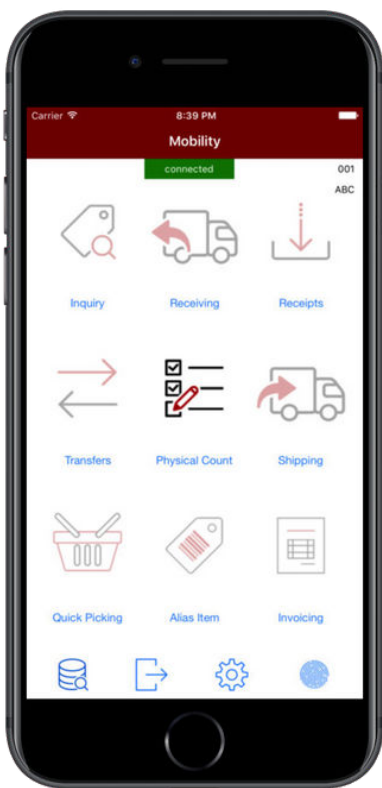 Carrier 8:39 PM
Mobility
connected 001
ABC
Inquiry Receiving Receipts
Transfers Physical Count Shipping
Quick Picking Alias Item Invoicing